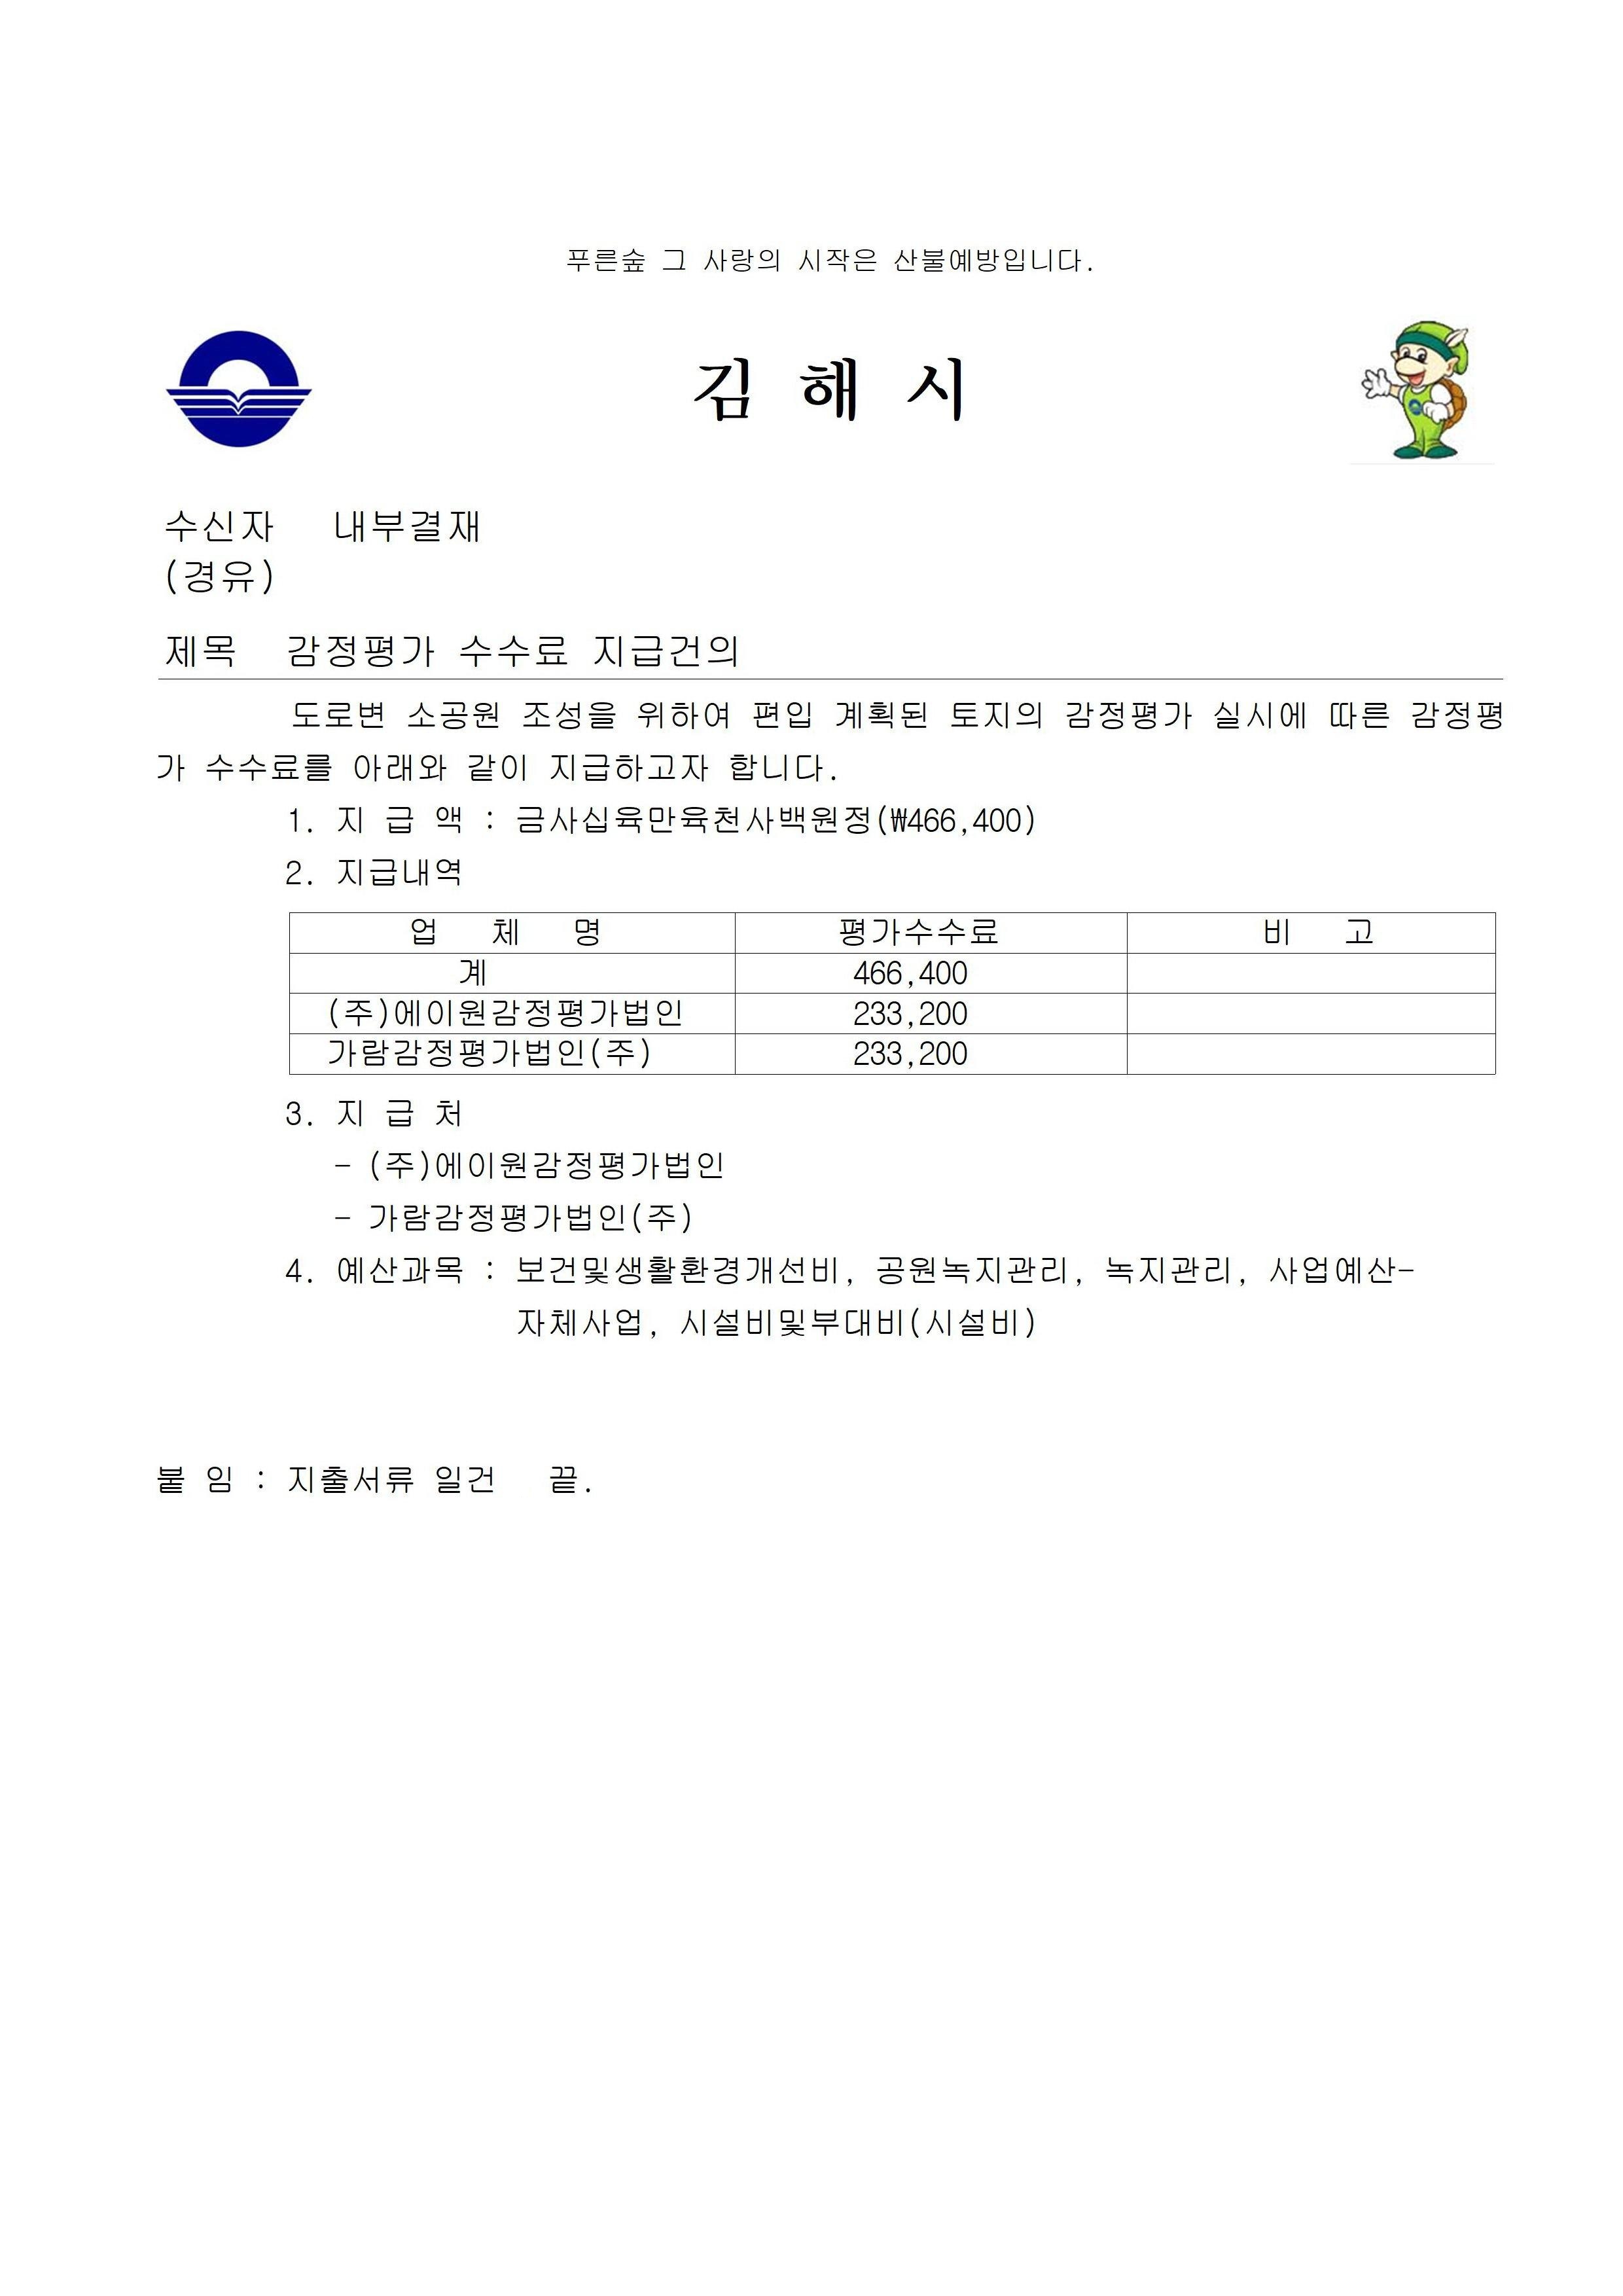 푸른숲 그 사랑의 시작은 산불예방입니다.
김 해 시
수신자 내부결재
(경유)
제목 감정평가 수수료 지급건의
도로변 소공원 조성을 위하여 편입 계획된 토지의 감정평가 실시에 따른 감정평
가 수수료를 아래와 같이 지급하고자 합니다.
1. 지 급 액 : 금사십육만육천사백원정(₩466,400)
2. 지급내역
업 체 명 평가수수료 비 고
계 466,400
(주)에이원감정평가법인 233,200
가람감정평가법인(주) 233,200
3. 지 급 처
- (주)에이원감정평가법인
- 가람감정평가법인(주)
4. 예산과목 : 보건및생활환경개선비, 공원녹지관리, 녹지관리, 사업예산-
자체사업, 시설비및부대비(시설비)
붙 임 : 지출서류 일건 끝.